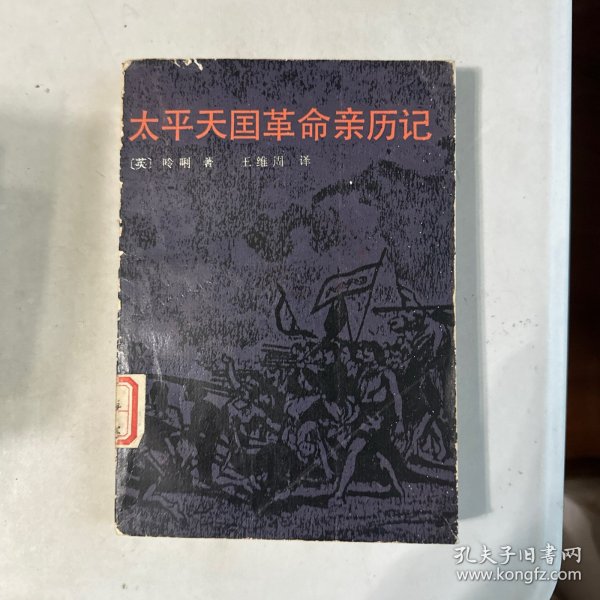 太平天囯革命亲历记
〔英〕 呤唎 著 王维周 译
孔夫子旧书网
www.kongfz.com